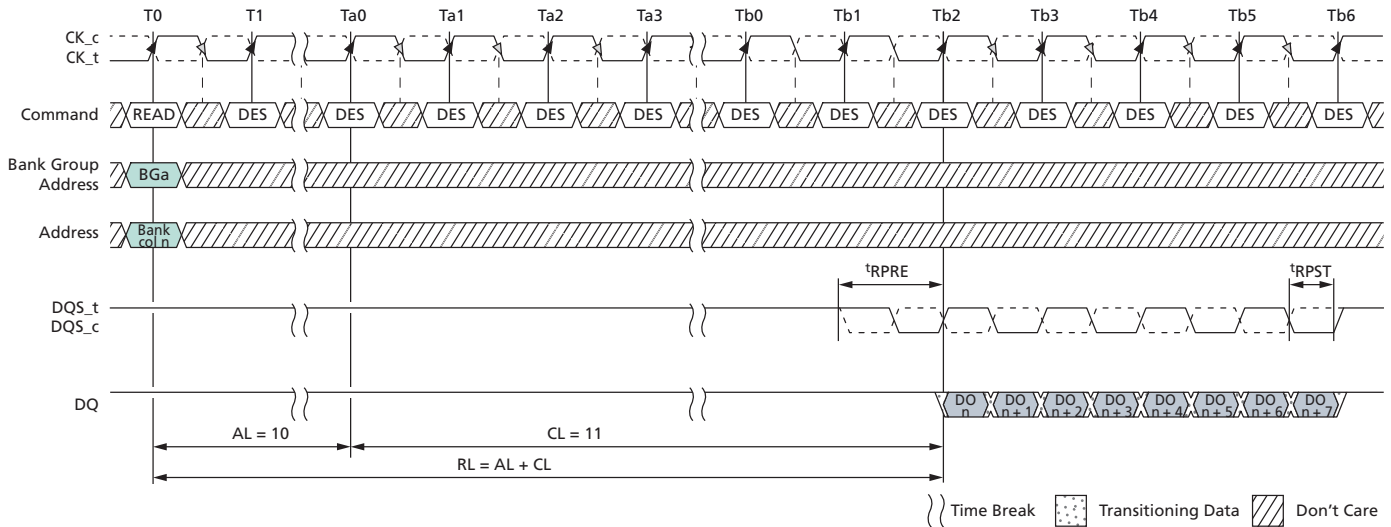 T0 T1 Ta0 Ta1 Ta2 Ta3 Tb0 Tb1 Tb2 Tb3 Tb4 Tb5 Tb6
CK_c
CK_t
Command READ DES DES DES DES DES DES DES DES DES DES DES DES
Bank Group
Address
BGa
Address
Bank
col n
tRPRE tRPST
DQS_t
DQS_c
DQ
DO DO DO DO DO DO DO DO
n n + 1 n + 2 n + 3 n + 4 n + 5 n + 6 n + 7
AL = 10 CL = 11
RL = AL + CL
Time Break Transitioning Data Don't Care